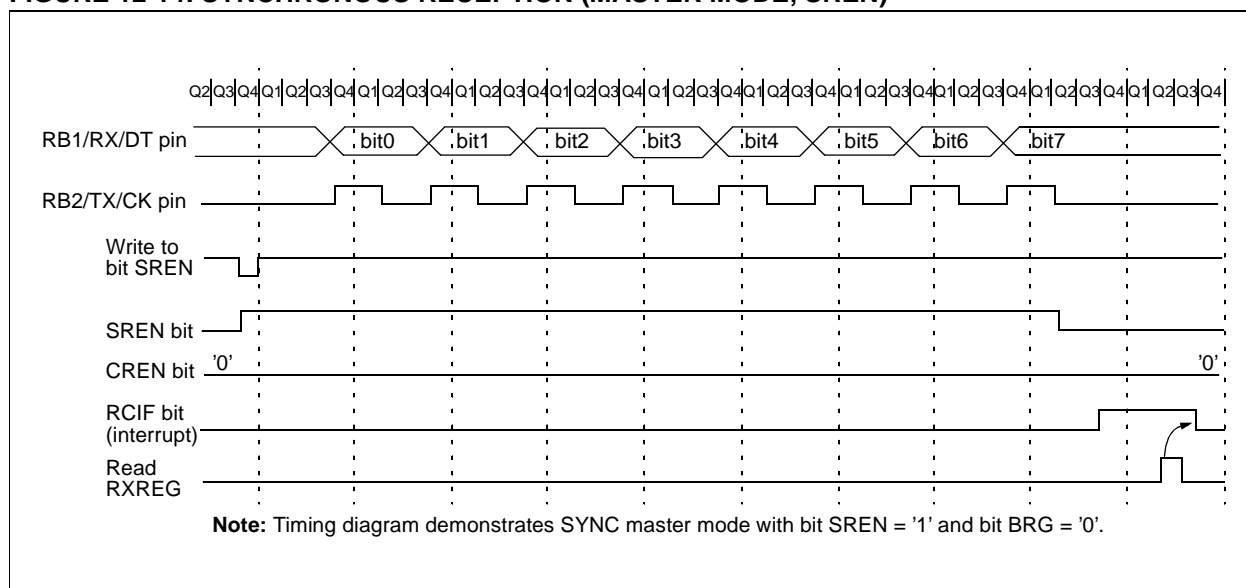 FIGURE SYNCHRONOUS RECEPTION (MASTER MODE, SREN)
Q2 Q3 Q4 Q1 Q2 Q3 Q4 Q1 Q2 Q3 Q4 Q1 Q2 Q3 Q4 Q1 Q2 Q3 Q4 Q1 Q2 Q3 Q4 Q1 Q2 Q3 Q4 Q1 Q2 Q3 Q4 Q1 Q2 Q3 Q4 Q1 Q2 Q3 Q4 Q1 Q2 Q3 Q4
RB1/RX/DT pin bit0 bit1 bit2 bit3 bit4 bit5 bit6 bit7
RB2/TX/CK pin
Write to
bit SREN
SREN bit
CREN bit '0' '0'
RCIF bit
(interrupt)
Read
RXREG
Note: Timing diagram demonstrates SYNC master mode with bit SREN = '1' and bit BRG = '0'.